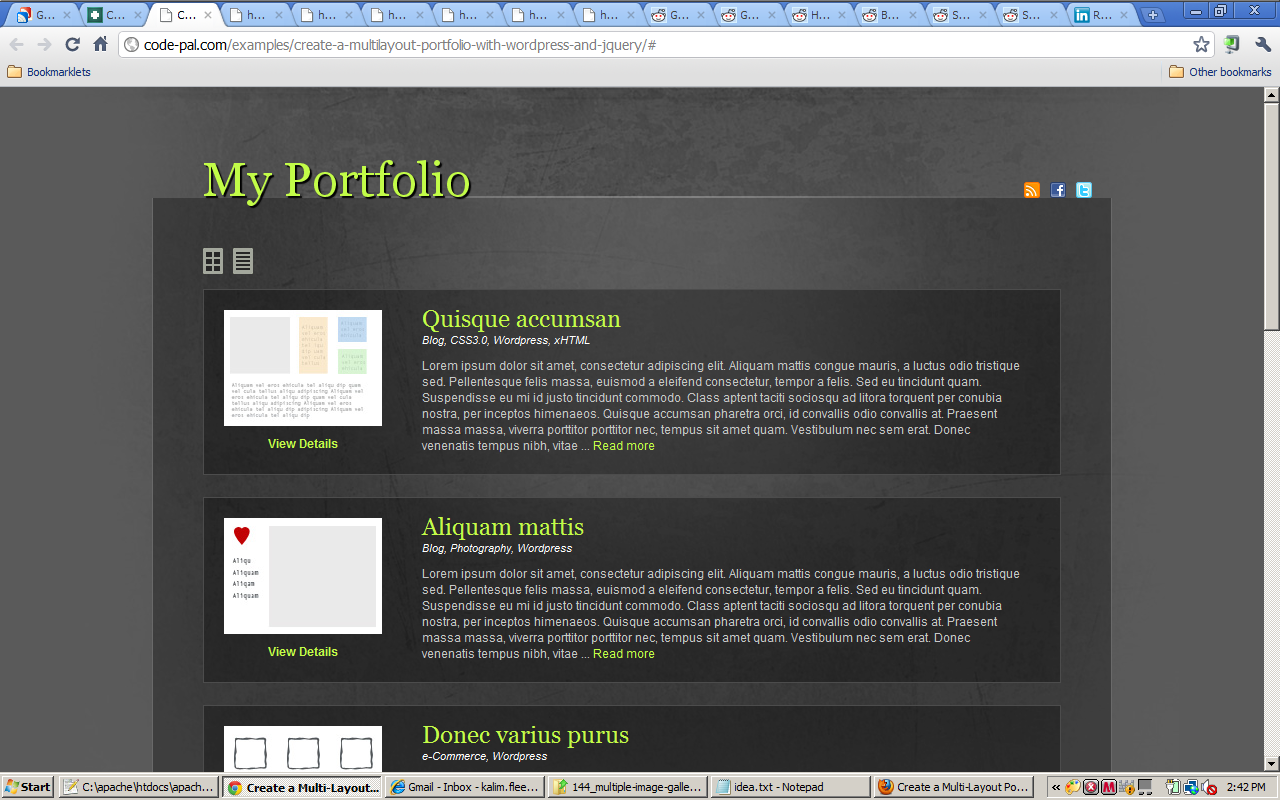 G...
C...
C...
h...
h...
h...
h...
h...
h...
G...
G...
H...
B...
S...
S...
R...
code-pal.com/examples/create-a-multilayout-portfolio-with-wordpress-and-jquery/#
Bookmarklets
Other bookmarks
My Portfolio
Quisque accumsan
Blog, CSS3.0, Wordpress, xHTML
Lorem ipsum dolor sit amet, consectetur adipiscing elit. Aliquam mattis congue mauris, a luctus odio tristique
sed. Pellentesque felis massa, euismod a eleifend consectetur, tempor a felis. Sed eu tincidunt quam.
Suspendisse eu mi id justo tincidunt commodo. Class aptent taciti sociosqu ad litora torquent per conubia
nostra, per inceptos himenaeos. Quisque accumsan pharetra orci, id convallis odio convallis at. Praesent
massa massa, viverra porttitor porttitor nec, tempus sit amet quam. Vestibulum nec sem erat. Donec
venenatis tempus nibh, vitae ... Read more
View Details
Aliqu
Aliquam
Aliqam
Aliquam
Aliquam mattis
Blog, Photography, Wordpress
Lorem ipsum dolor sit amet, consectetur adipiscing elit. Aliquam mattis congue mauris, a luctus odio tristique
sed. Pellentesque felis massa, euismod a eleifend consectetur, tempor a felis. Sed eu tincidunt quam.
Suspendisse eu mi id justo tincidunt commodo. Class aptent taciti sociosqu ad litora torquent per conubia
nostra, per inceptos himenaeos. Quisque accumsan pharetra orci, id convallis odio convallis at. Praesent
massa massa, viverra porttitor porttitor nec, tempus sit amet quam. Vestibulum nec sem erat. Donec
venenatis tempus nibh, vitae ... Read more
View Details
Donec varius purus
e-Commerce, Wordpress
Start
C:\apache\htdocs\apach...
Create a Multi-Layout...
Gmail - Inbox - kalim.flee...
144_multiple-image-galle...
idea.txt - Notepad
Create a Multi-Layout Po...
2:42 PM